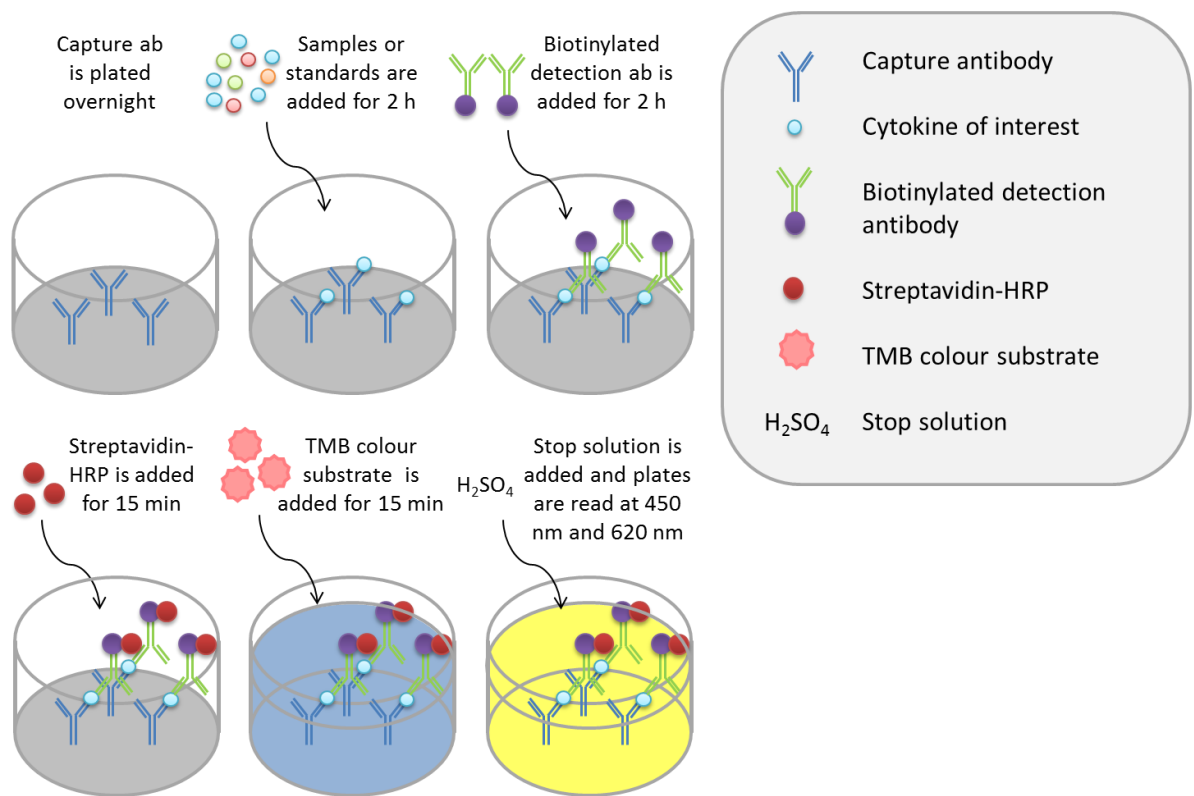 Capture ab
is plated
overnight
Samples or
standards are
added for 2 h
Biotinylated
detection ab is
added for 2 h
Capture antibody
Cytokine of interest
Biotinylated detection
antibody
Streptavidin-HRP
TMB colour substrate
H₂SO₄ Stop solution
Streptavidin-
HRP is added
for 15 min
TMB colour
substrate is
added for 15 min
H₂SO₄
Stop solution is
added and plates
are read at 450
nm and 620 nm